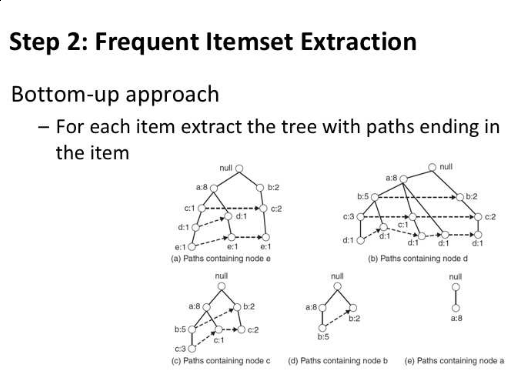 Step 2: Frequent Itemset Extraction
Bottom-up approach
– For each item extract the tree with paths ending in
the item
null
a:8
b:2
c:1
c:2
d:1
d:1
e:1
e:1
e:1
(a) Paths containing node e
null
a:8
b:5
b:2
c:3
c:1
c:2
d:1
d:1
d:1
d:1
d:1
(b) Paths containing node d
null
a:8
b:2
b:5
c:2
c:1
c:3
(c) Paths containing node c
null
a:8
b:2
b:5
(d) Paths containing node b
null
a:8
(e) Paths containing node a